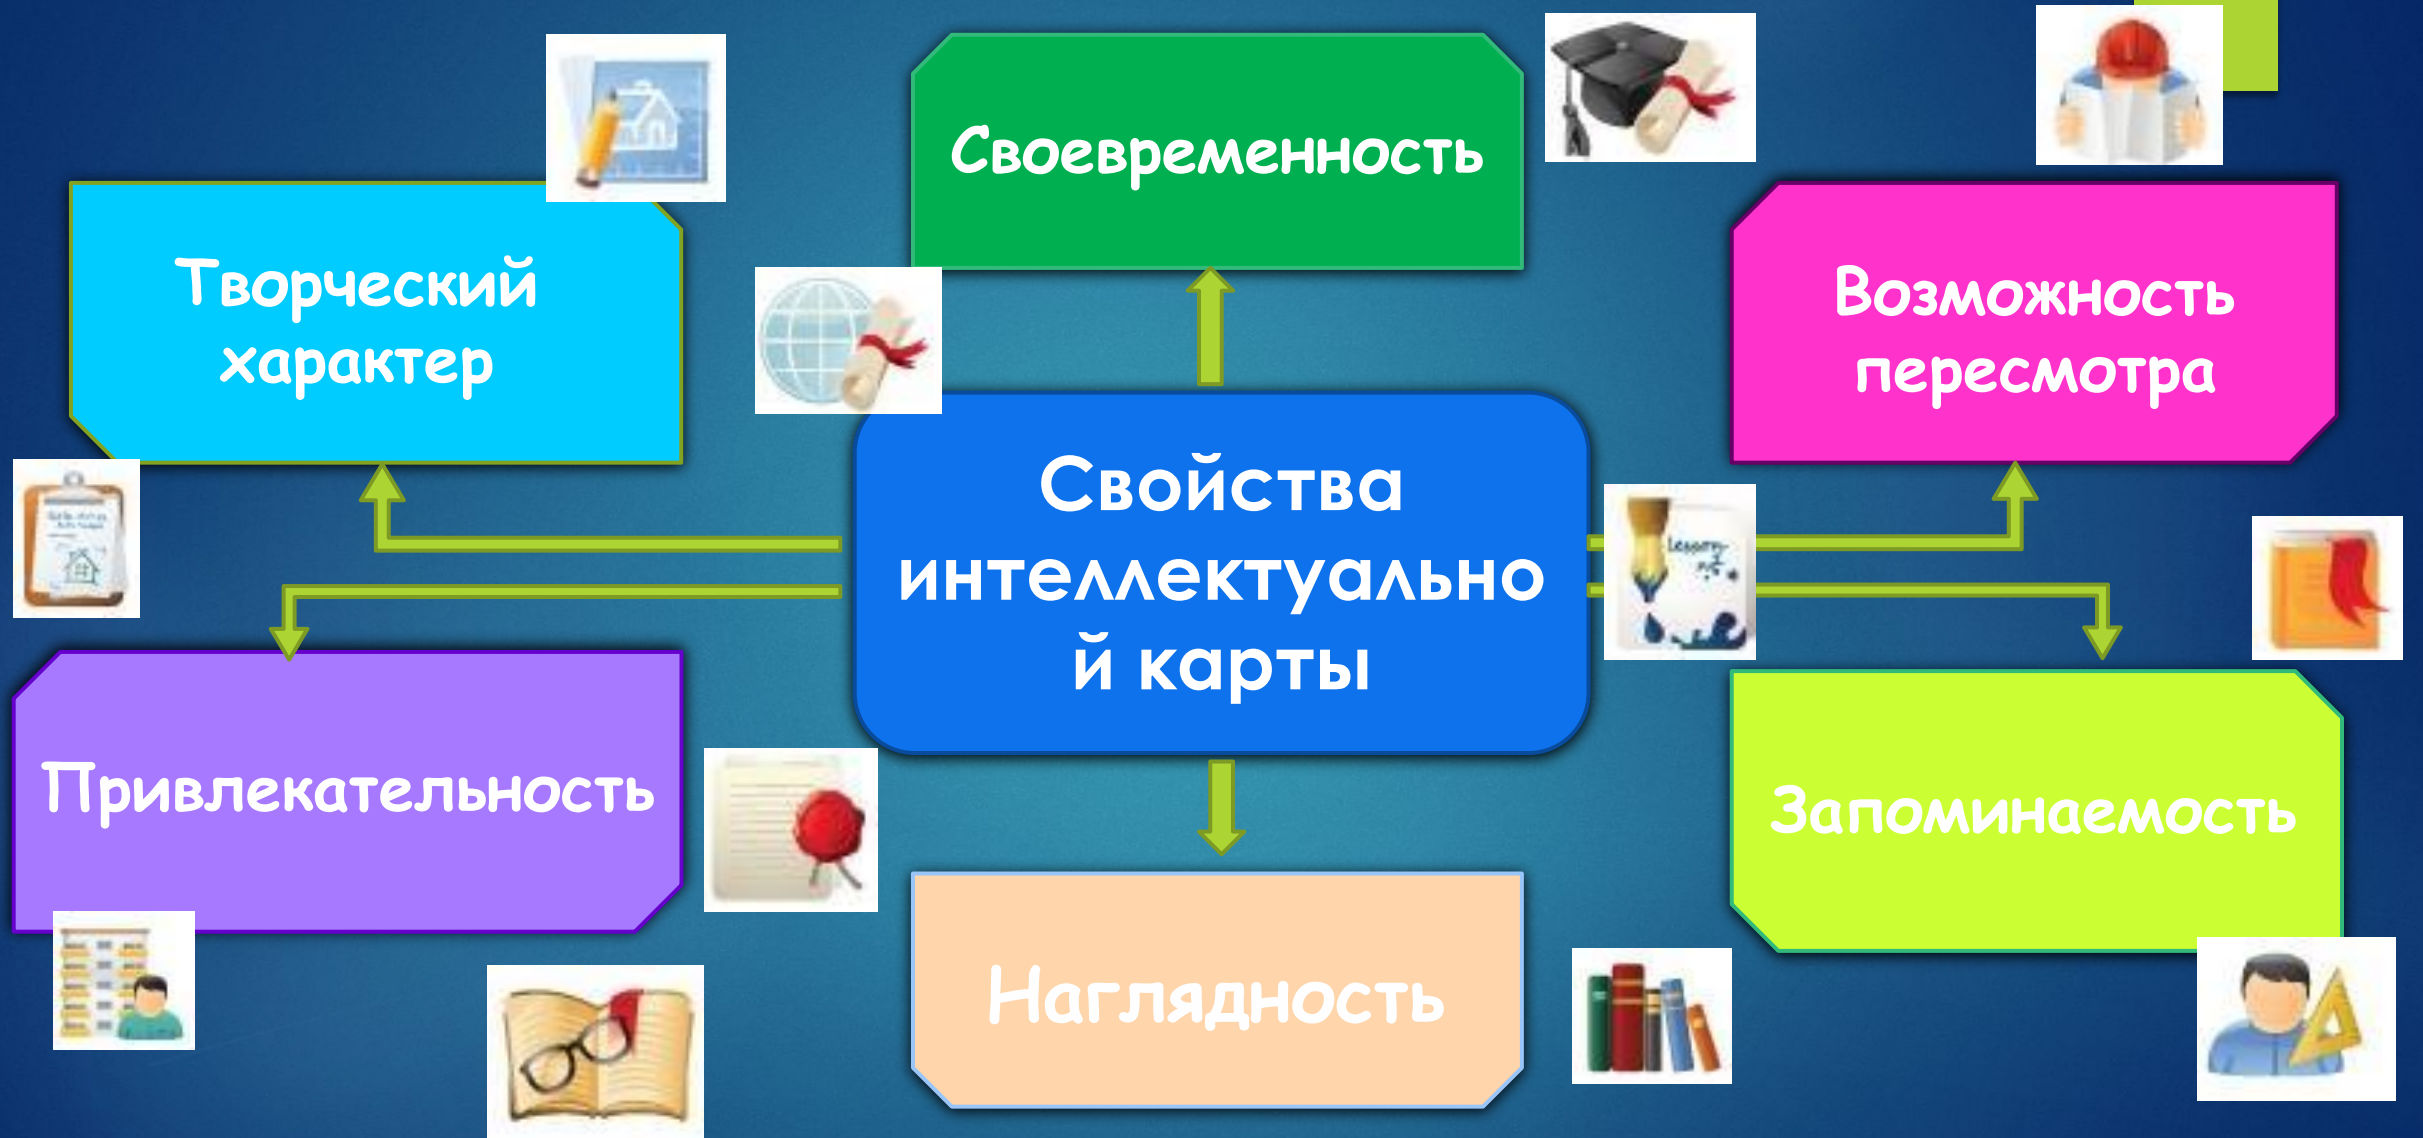 Своевременность
Творческий
характер
Возможность
пересмотра
Свойства
интеллектуально
й карты
Привлекательность
Запоминаемость
Наглядность